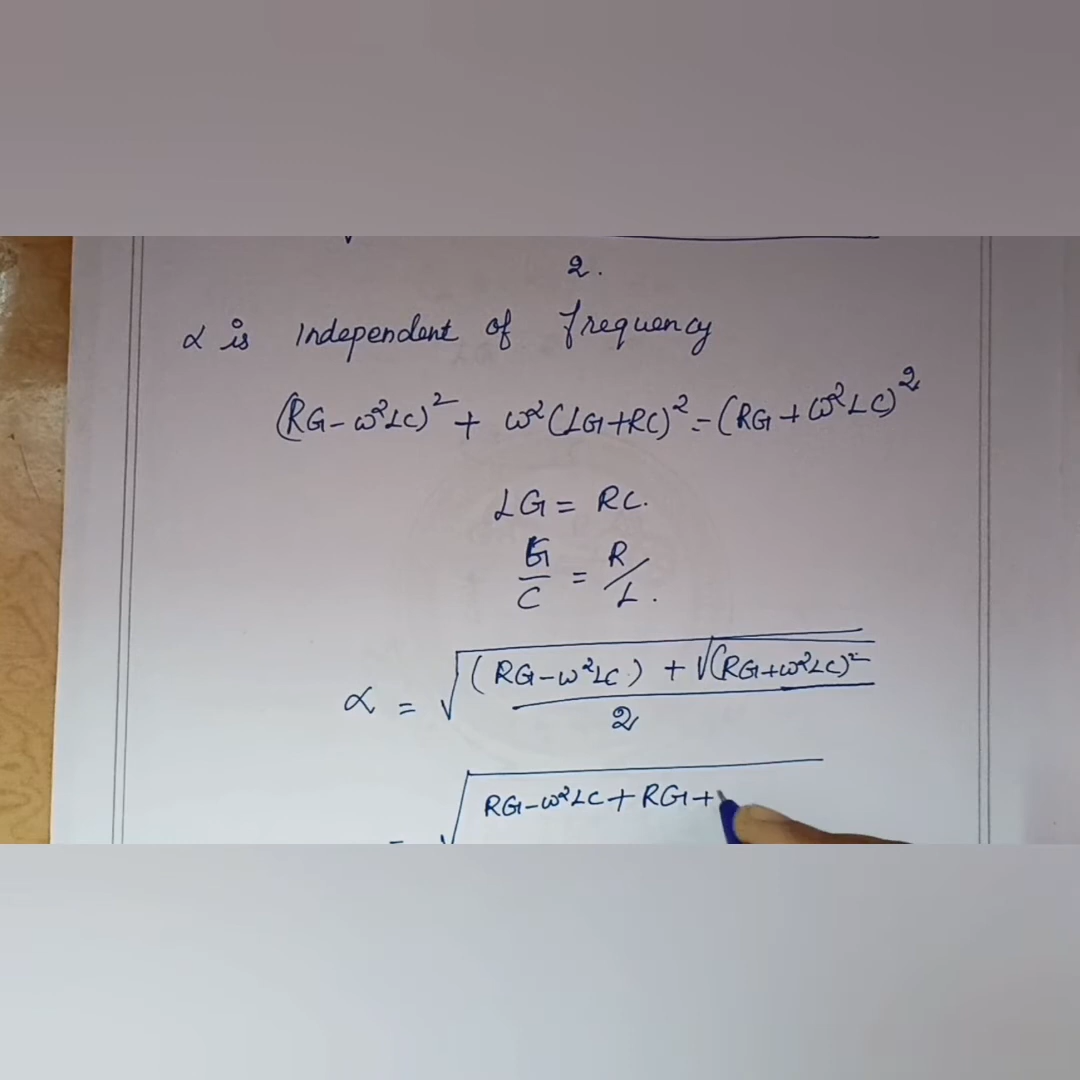 2.
α is Independent of frequency
(RG-ω²LC)² + ω²(LG+RC)² = (RG+ω²LC)²
LG = RC.
G/C = R/L.
α = √((RG-ω²LC) + √(RG+ω²LC)²/2)
= √(RG-ω²LC + RG+